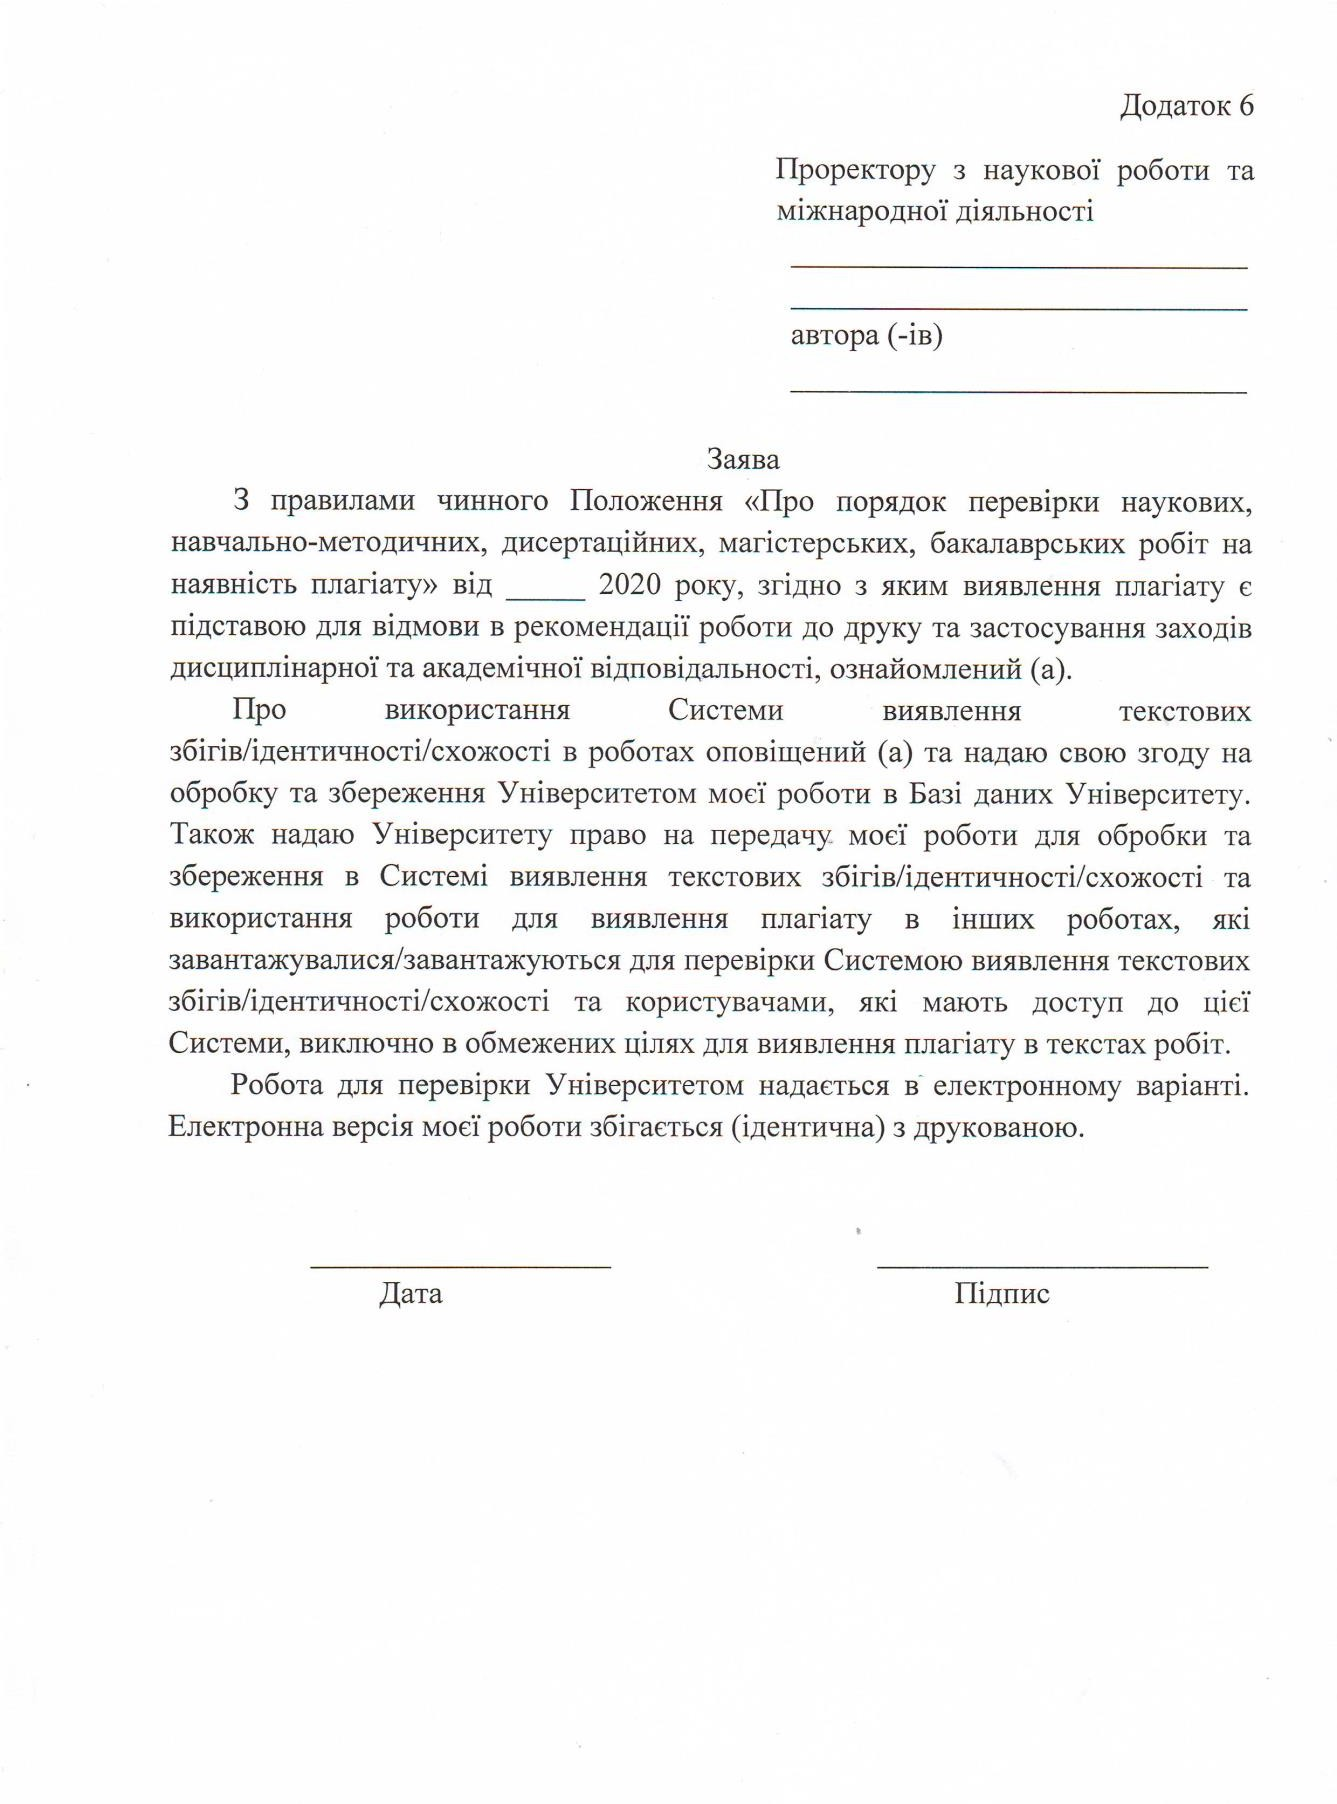 Додаток 6
Проректору з наукової роботи та
міжнародної діяльності
автора (-ів)
Заява
З правилами чинного Положення «Про порядок перевірки наукових,
навчально-методичних, дисертаційних, магістерських, бакалаврських робіт на
наявність плагіату» від _____ 2020 року, згідно з яким виявлення плагіату є
підставою для відмови в рекомендації роботи до друку та застосування заходів
дисциплінарної та академічної відповідальності, ознайомлений (а).
Про використання Системи виявлення текстових
збігів/ідентичності/схожості в роботах оповіщений (а) та надаю свою згоду на
обробку та збереження Університетом моєї роботи в Базі даних Університету.
Також надаю Університету право на передачу моєї роботи для обробки та
збереження в Системі виявлення текстових збігів/ідентичності/схожості та
використання роботи для виявлення плагіату в інших роботах, які
завантажувалися/завантажуються для перевірки Системою виявлення текстових
збігів/ідентичності/схожості та користувачами, які мають доступ до цієї
Системи, виключно в обмежених цілях для виявлення плагіату в текстах робіт.
Робота для перевірки Університетом надається в електронному варіанті.
Електронна версія моєї роботи збігається (ідентична) з друкованою.
Дата Підпис